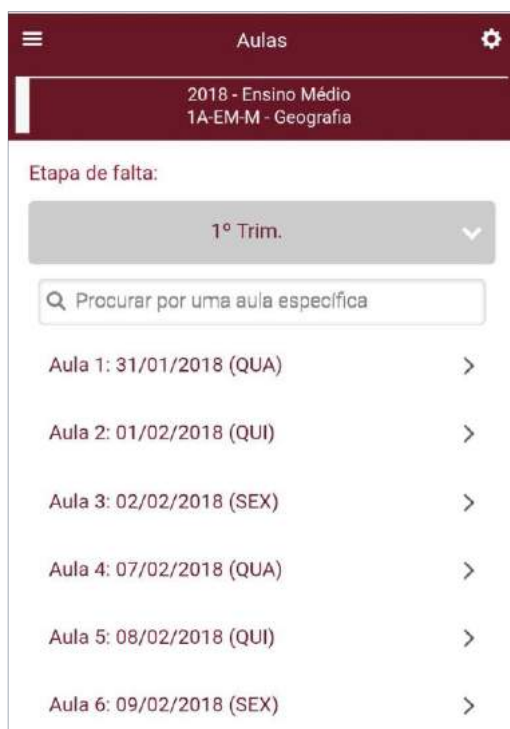 Aulas
2018 - Ensino Médio
1A-EM-M - Geografia
Etapa de falta:
1º Trim.
Procurar por uma aula específica
Aula 1: 31/01/2018 (QUA)
Aula 2: 01/02/2018 (QUI)
Aula 3: 02/02/2018 (SEX)
Aula 4: 07/02/2018 (QUA)
Aula 5: 08/02/2018 (QUI)
Aula 6: 09/02/2018 (SEX)